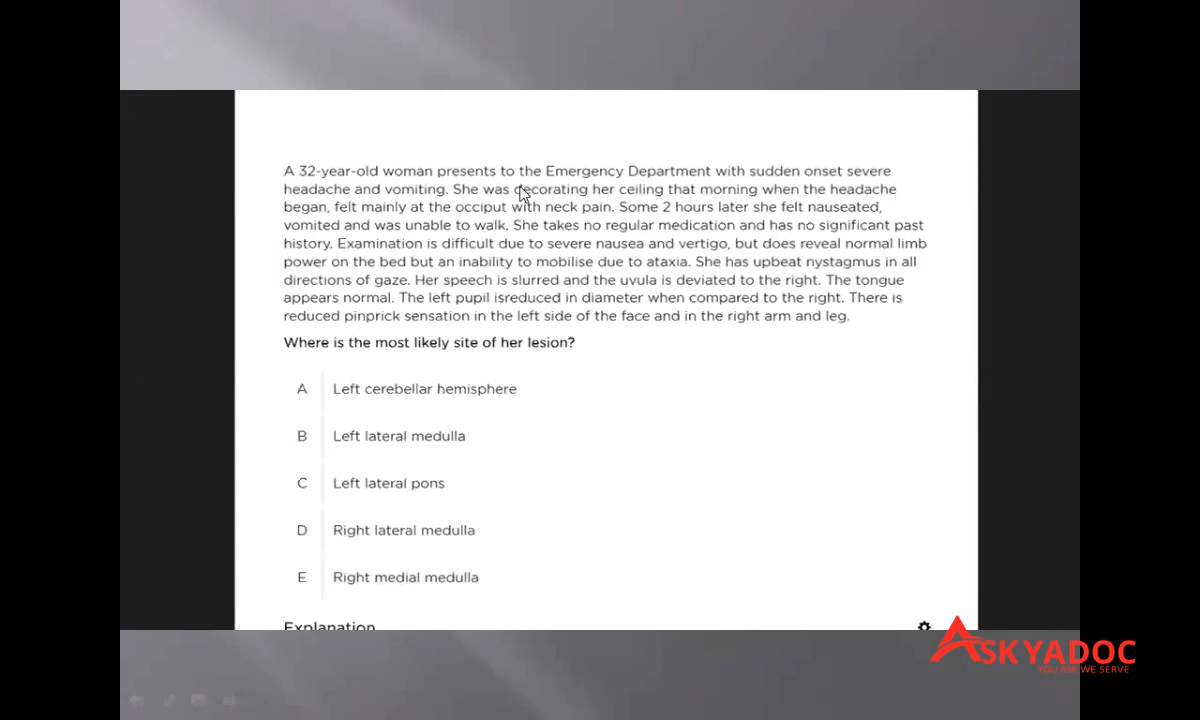 A 32-year-old woman presents to the Emergency Department with sudden onset severe
headache and vomiting. She was decorating her ceiling that morning when the headache
began, felt mainly at the occiput with neck pain. Some 2 hours later she felt nauseated,
vomited and was unable to walk. She takes no regular medication and has no significant past
history. Examination is difficult due to severe nausea and vertigo, but does reveal normal limb
power on the bed but an inability to mobilise due to ataxia. She has upbeat nystagmus in all
directions of gaze. Her speech is slurred and the uvula is deviated to the right. The tongue
appears normal. The left pupil isreduced in diameter when compared to the right. There is
reduced pinprick sensation in the left side of the face and in the right arm and leg.
Where is the most likely site of her lesion?
A Left cerebellar hemisphere
B Left lateral medulla
C Left lateral pons
D Right lateral medulla
E Right medial medulla
Explanation
ASKYADOC
YOU ASK WE SERVE